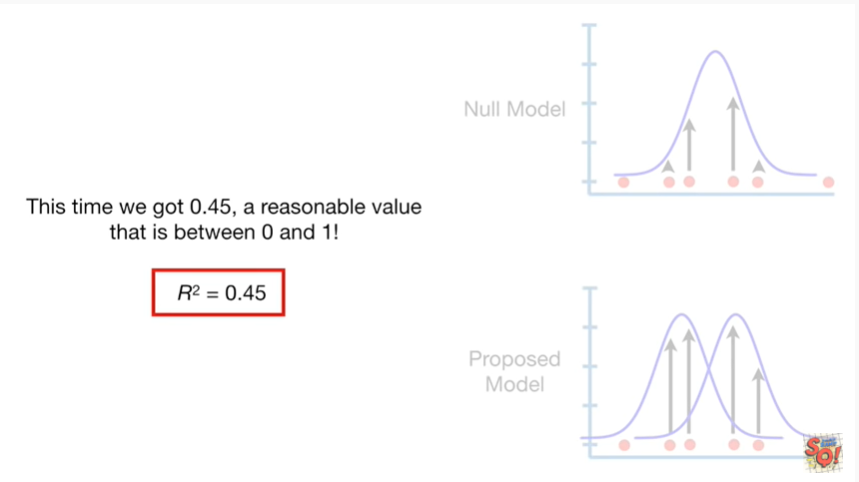 Null Model
This time we got 0.45, a reasonable value
that is between 0 and 1!
R² = 0.45
Proposed
Model
SO!